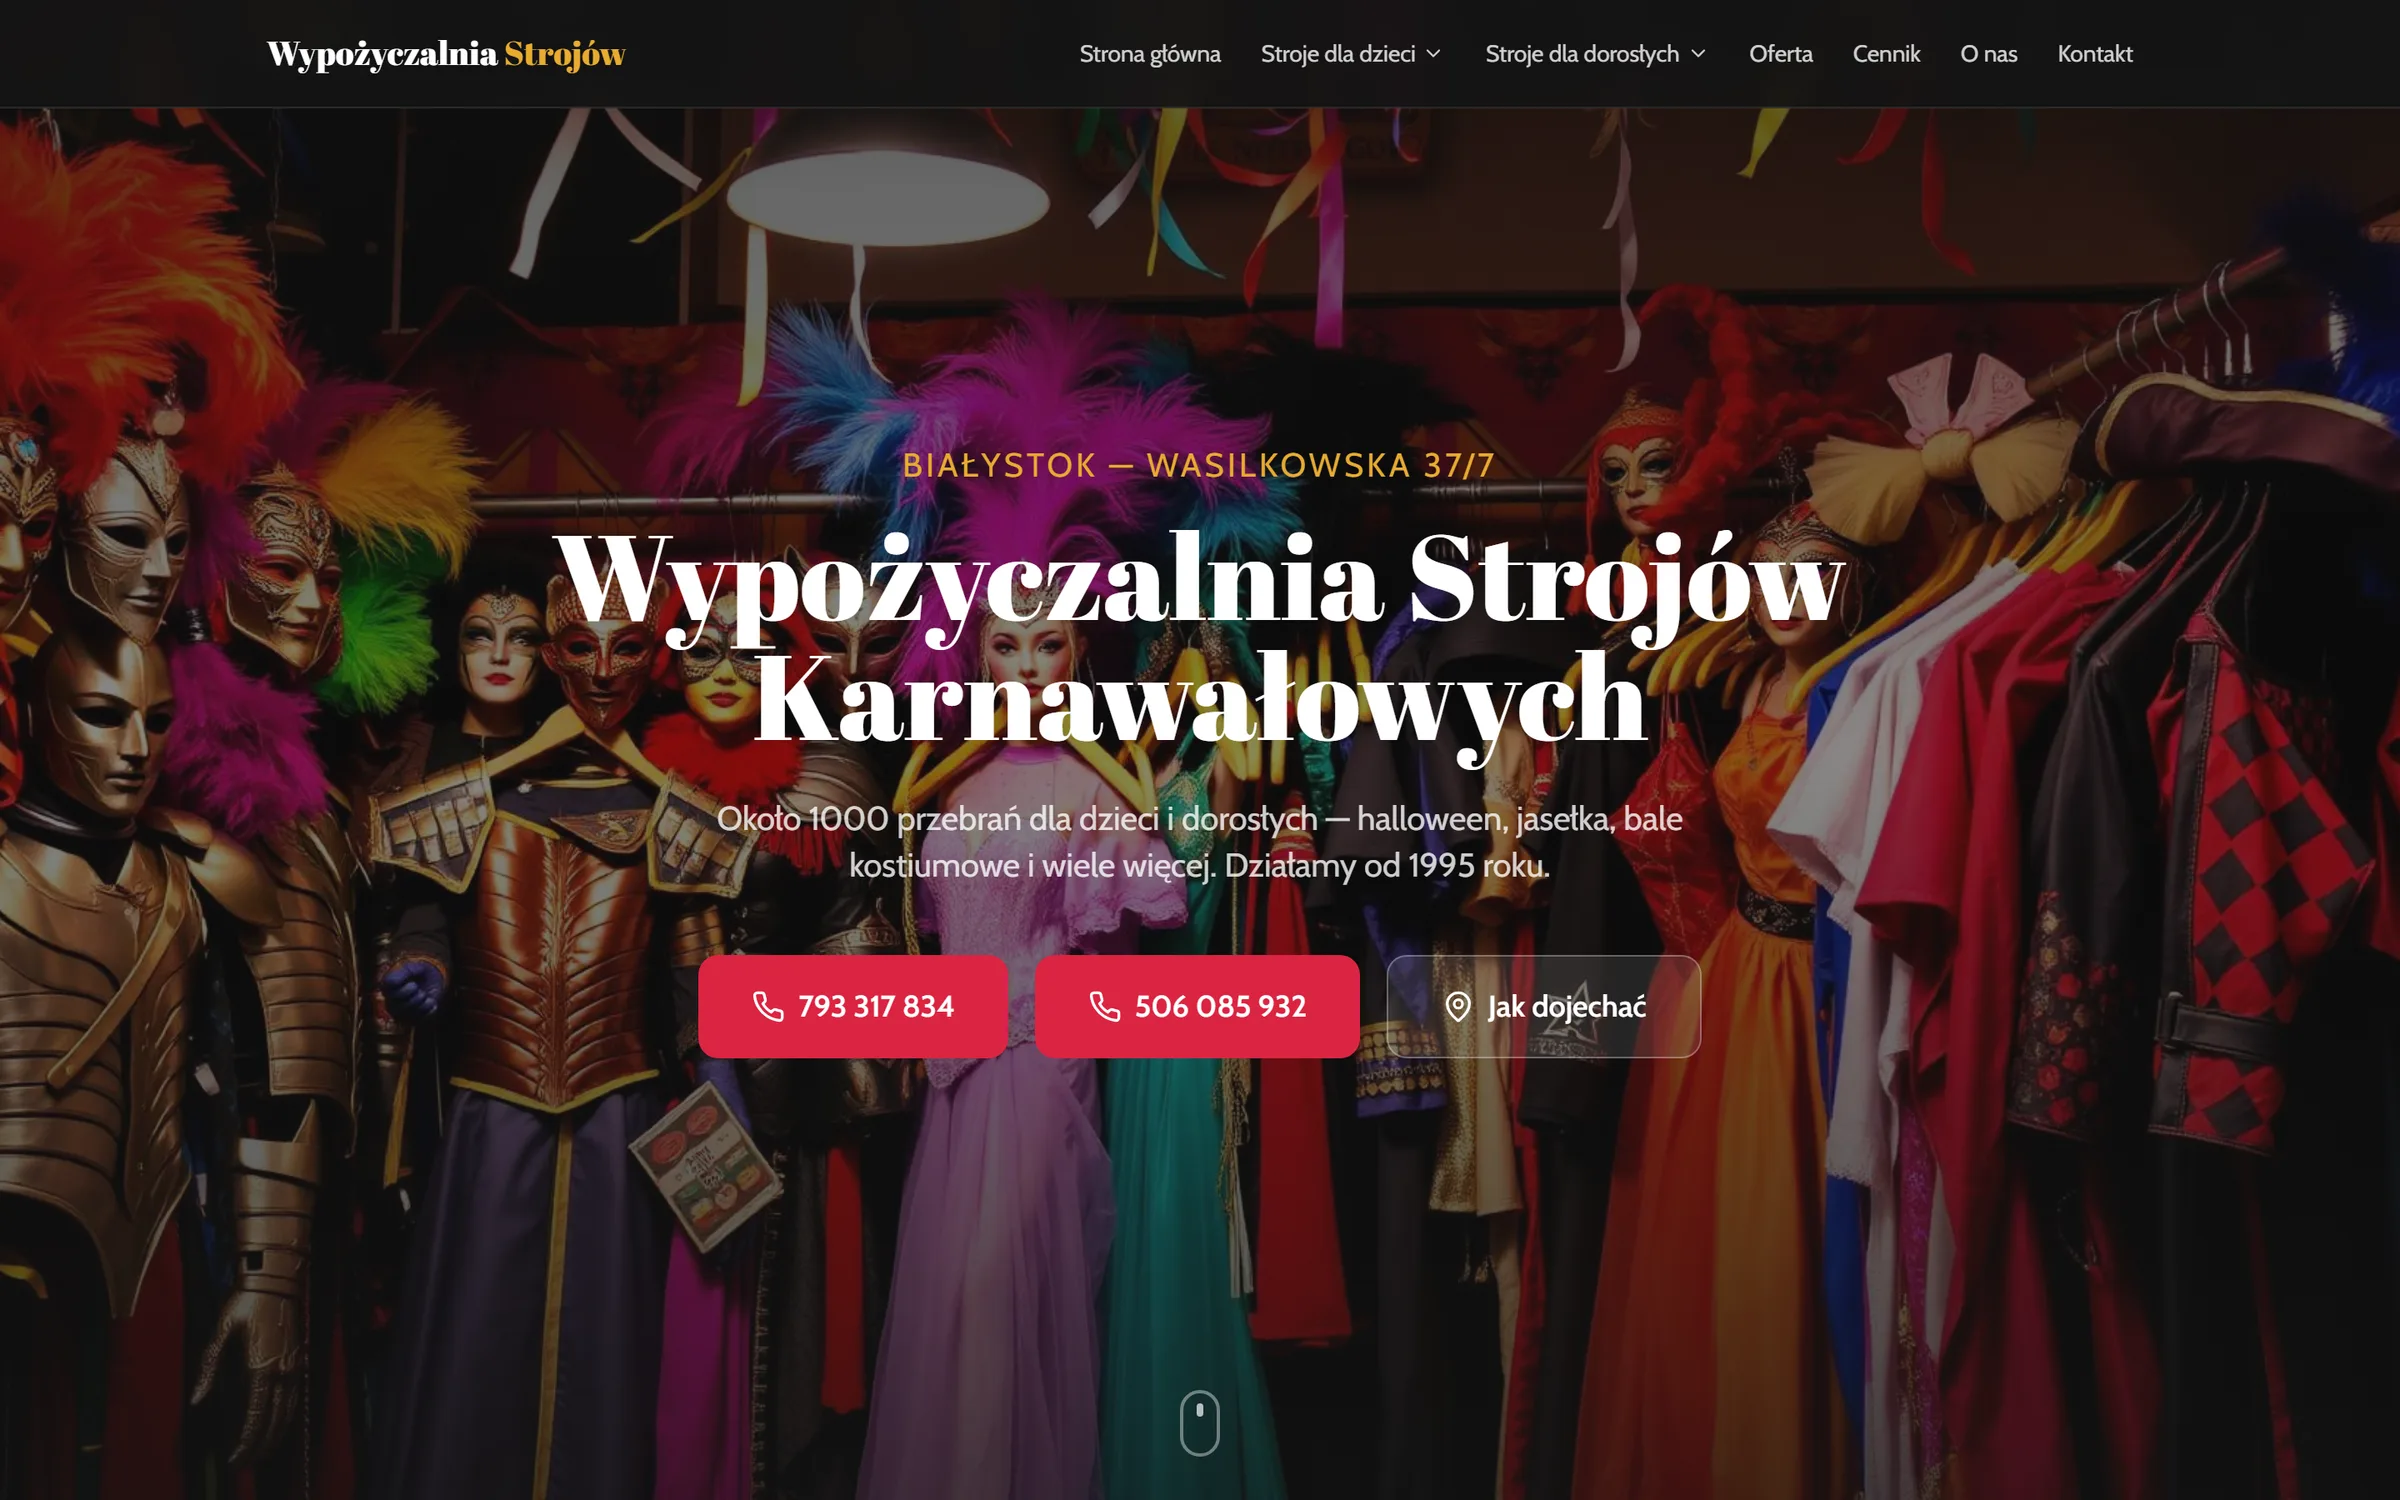 Wypożyczalnia Strojów
Strona główna
Stroje dla dzieci
Stroje dla dorosłych
Oferta
Cennik
O nas
Kontakt
BIAŁYSTOK — WASILKOWSKA 37/7
Wypożyczalnia Strojów
Karnawałowych
Około 1000 przebrań dla dzieci i dorosłych — halloween, jasełka, bale
kostiumowe i wiele więcej. Działamy od 1995 roku.
793 317 834
506 085 932
Jak dojechać